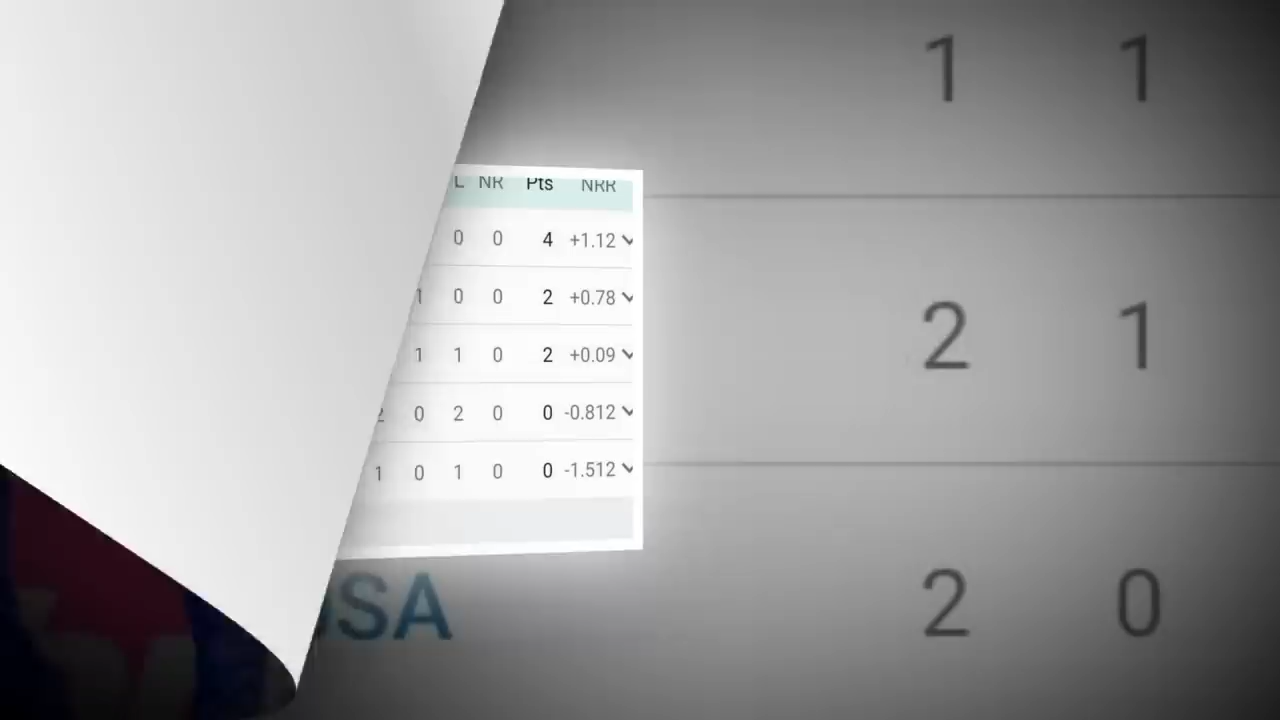 1 1
L NR Pts NRR
0 0 4 +1.12
1 0 0 2 +0.78
1 1 0 2 +0.09
2 0 2 0 0 -0.812
1 0 1 0 0 -1.512
2 1
SA 2 0